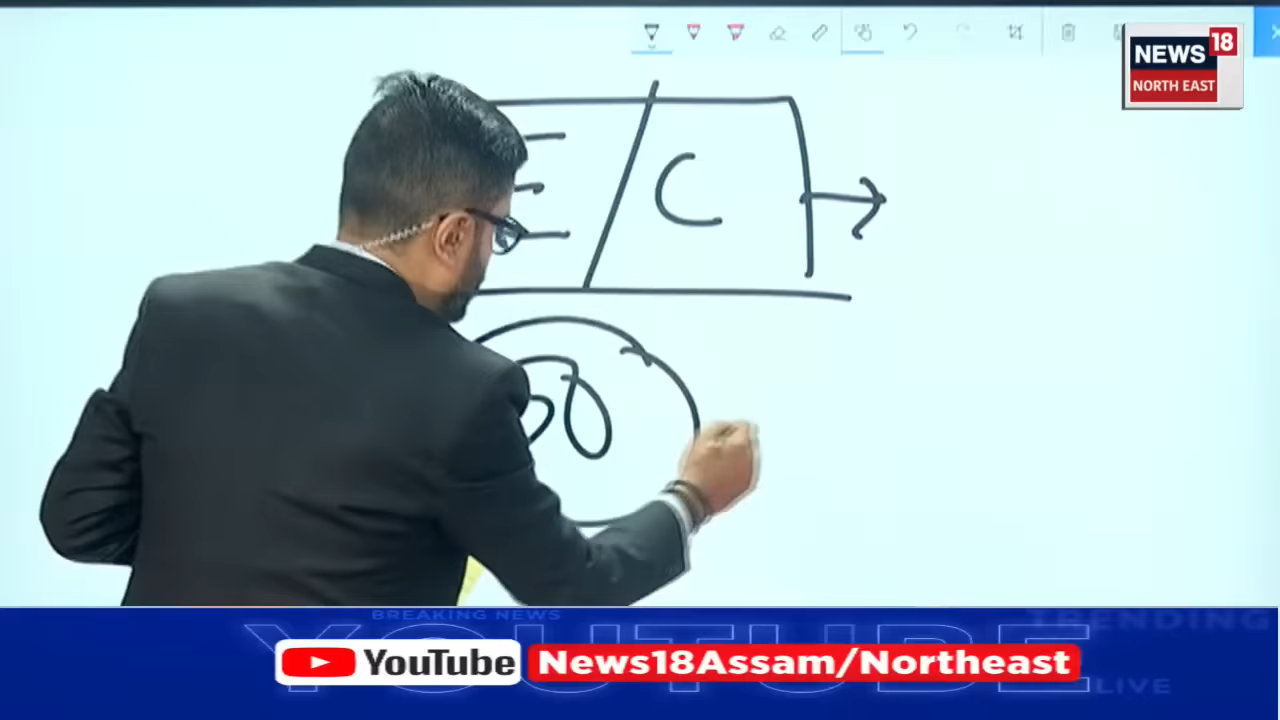 NEWS 18
NORTH EAST
C
BREAKING NEWS
TRENDING
YOUTUBE
YouTube News18Assam/Northeast
LIVE